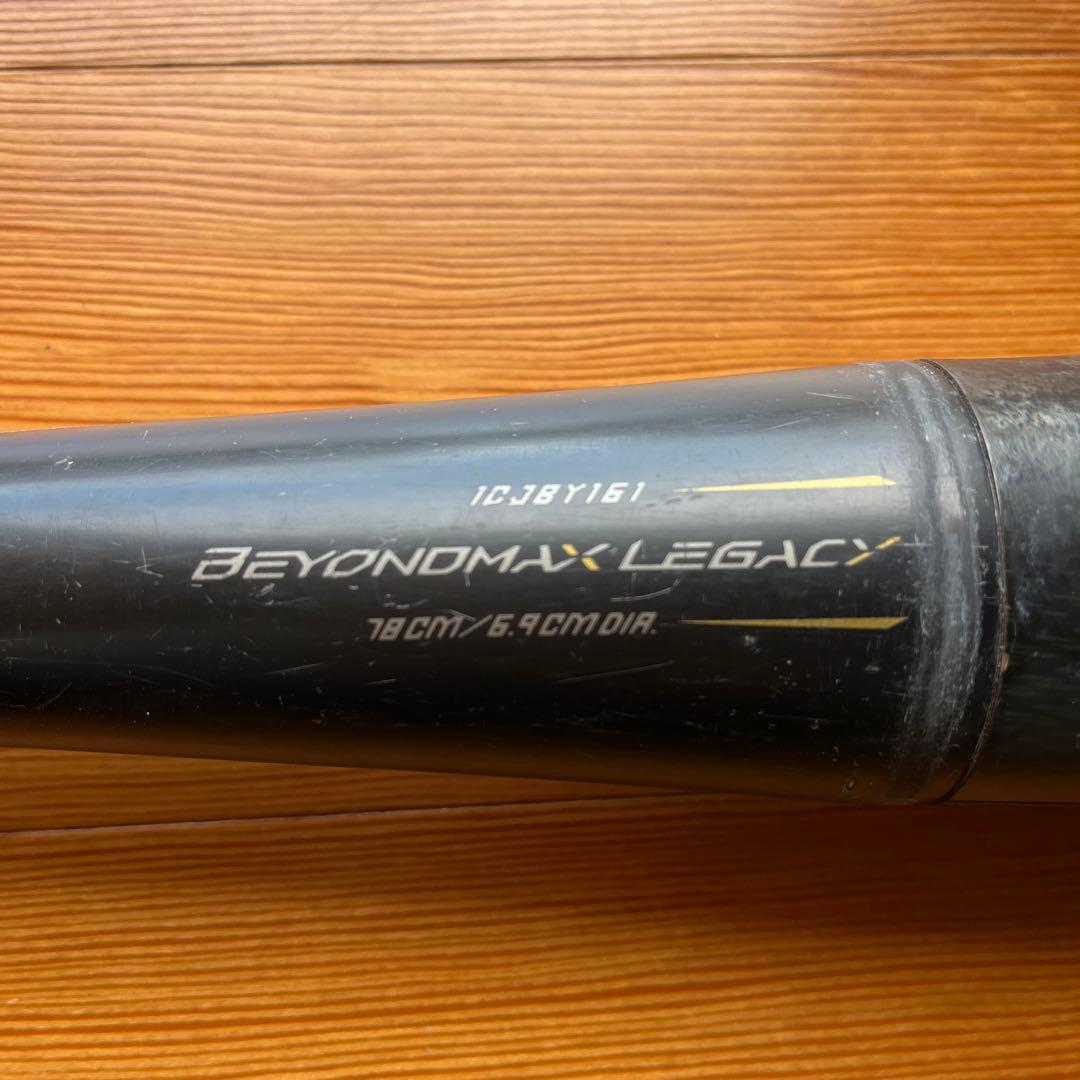 1CJBY161
BEYONDMAX LEGACY
78CM/6.9CM DIA.